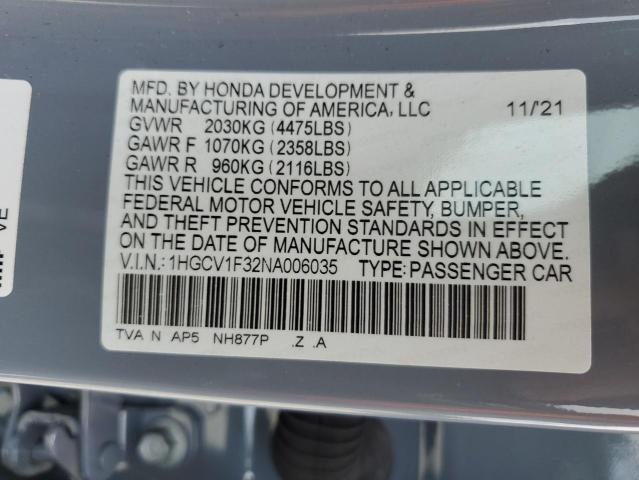 MFD. BY HONDA DEVELOPMENT &
MANUFACTURING OF AMERICA, LLC 11/'21
GVWR 2030KG (4475LBS)
GAWR F 1070KG (2358LBS)
GAWR R 960KG (2116LBS)
THIS VEHICLE CONFORMS TO ALL APPLICABLE
FEDERAL MOTOR VEHICLE SAFETY, BUMPER,
AND THEFT PREVENTION STANDARDS IN EFFECT
ON THE DATE OF MANUFACTURE SHOWN ABOVE.
V.I.N.: 1HGCV1F32NA006035 TYPE: PASSENGER CAR
TVA N AP5 NH877P .Z .A
VE